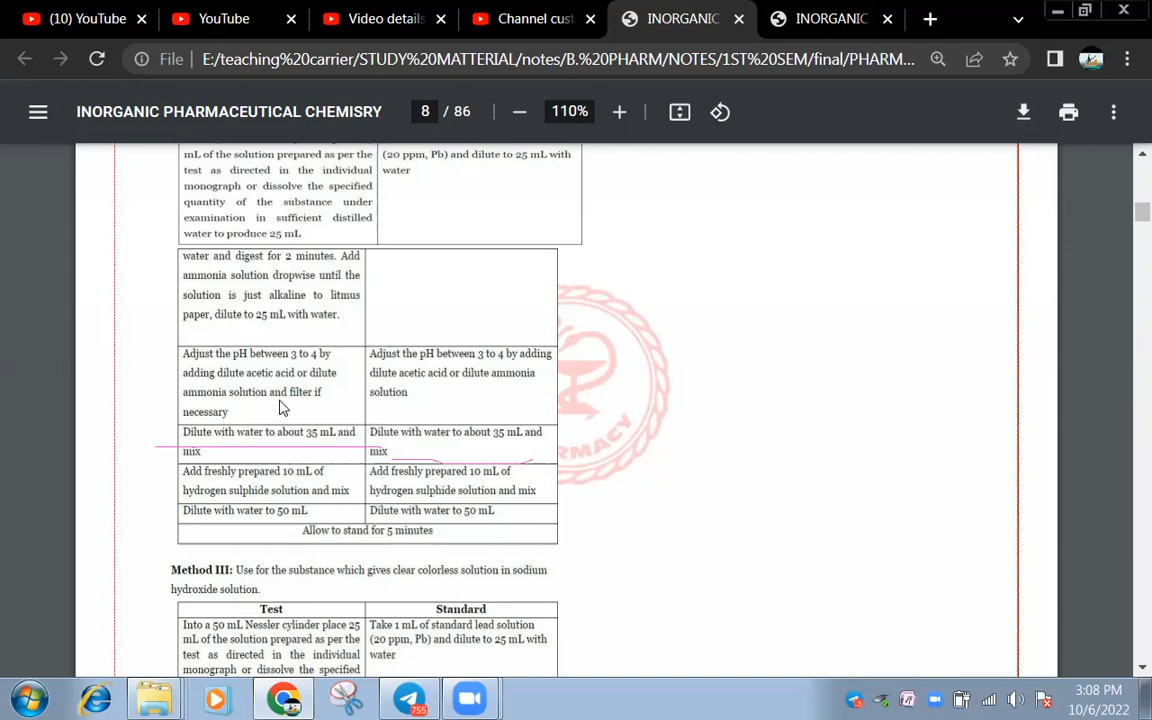 (10) YouTube
YouTube
Video details
Channel cust
INORGANIC
INORGANIC
File
E:/teaching%20carrier/STUDY%20MATTERIAL/notes/B.%20PHARM/NOTES/1ST%20SEM/final/PHARM...
INORGANIC PHARMACEUTICAL CHEMISRY
8 / 86
110%
mL of the solution prepared as per the
test as directed in the individual
monograph or dissolve the specified
quantity of the substance under
examination in sufficient distilled
water to produce 25 mL
(20 ppm, Pb) and dilute to 25 mL with
water
water and digest for 2 minutes. Add
ammonia solution dropwise until the
solution is just alkaline to litmus
paper, dilute to 25 mL with water.
Adjust the pH between 3 to 4 by
adding dilute acetic acid or dilute
ammonia solution and filter if
necessary
Adjust the pH between 3 to 4 by adding
dilute acetic acid or dilute ammonia
solution
Dilute with water to about 35 mL and
mix
Dilute with water to about 35 mL and
mix
Add freshly prepared 10 mL of
hydrogen sulphide solution and mix
Add freshly prepared 10 mL of
hydrogen sulphide solution and mix
Dilute with water to 50 mL
Dilute with water to 50 mL
Allow to stand for 5 minutes
Method III: Use for the substance which gives clear colorless solution in sodium
hydroxide solution.
Test
Standard
Into a 50 mL Nessler cylinder place 25
mL of the solution prepared as per the
test as directed in the individual
monograph or dissolve the specified
Take 1 mL of standard lead solution
(20 ppm, Pb) and dilute to 25 mL with
water
755
3:08 PM
10/6/2022